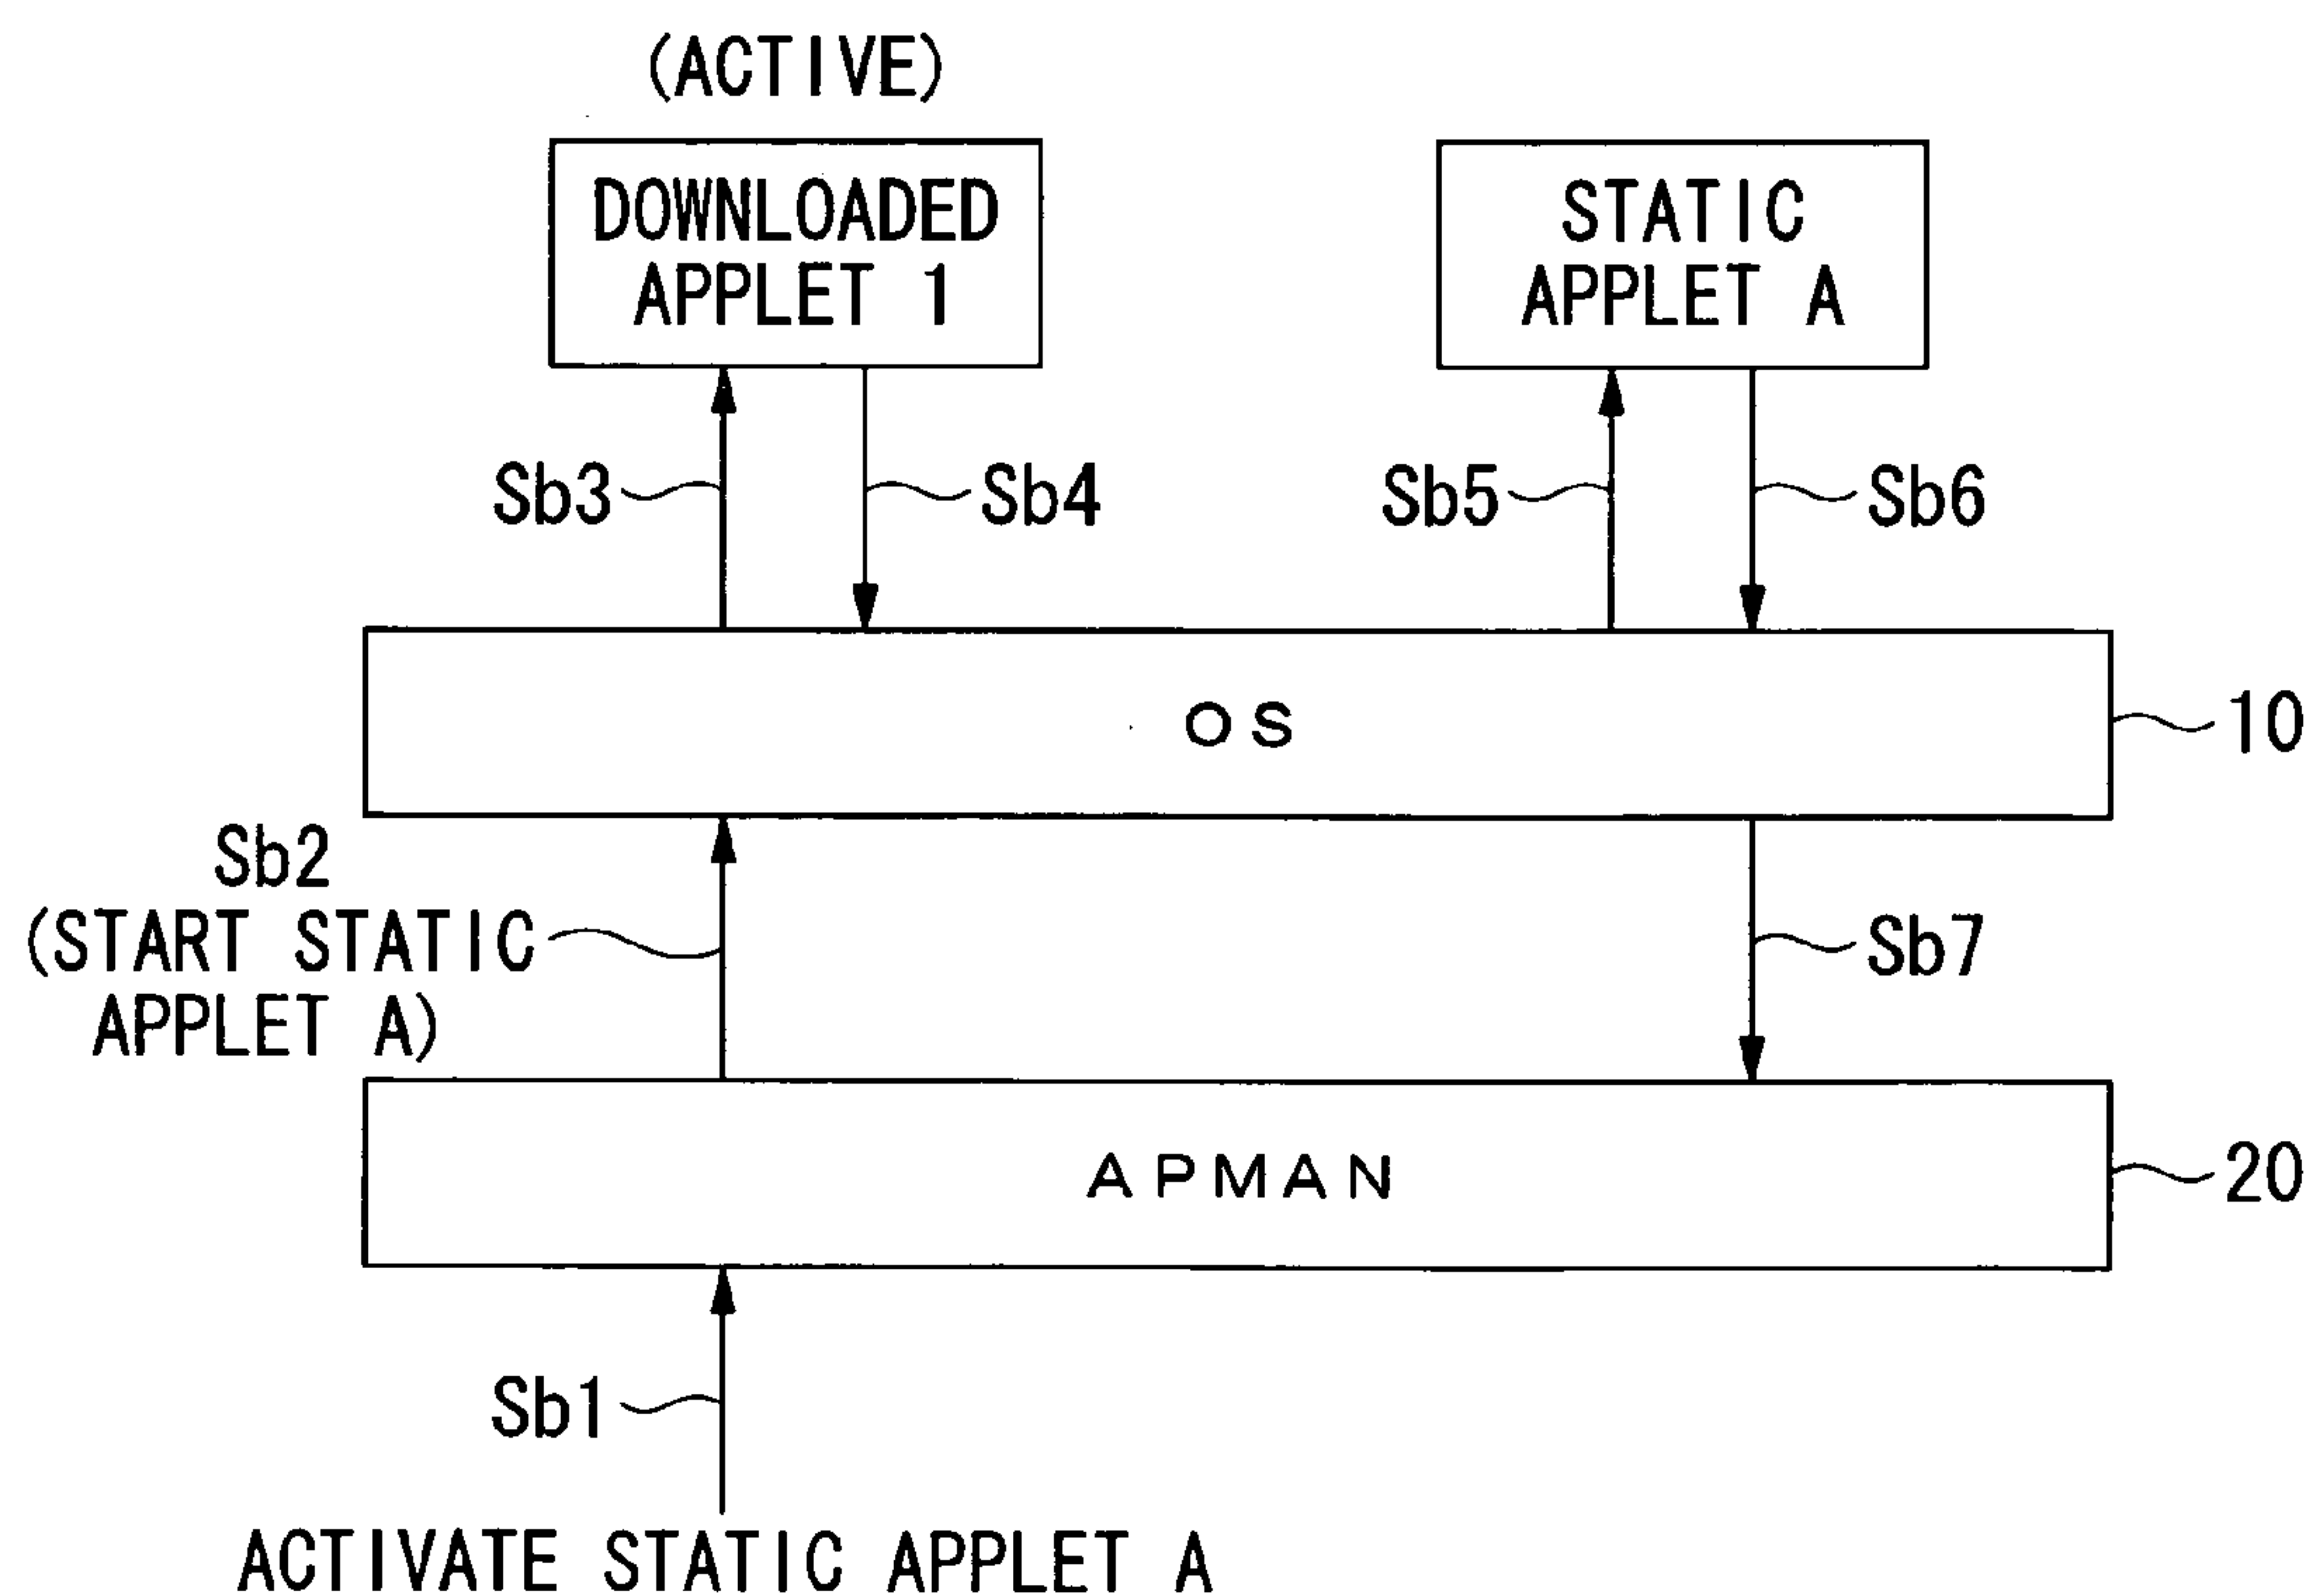 (ACTIVE)
DOWNLOADED
APPLET 1
STATIC
APPLET A
Sb3
Sb4
Sb5
Sb6
OS
10
Sb2
(START STATIC
APPLET A)
Sb7
APMAN
20
Sb1
ACTIVATE STATIC APPLET A